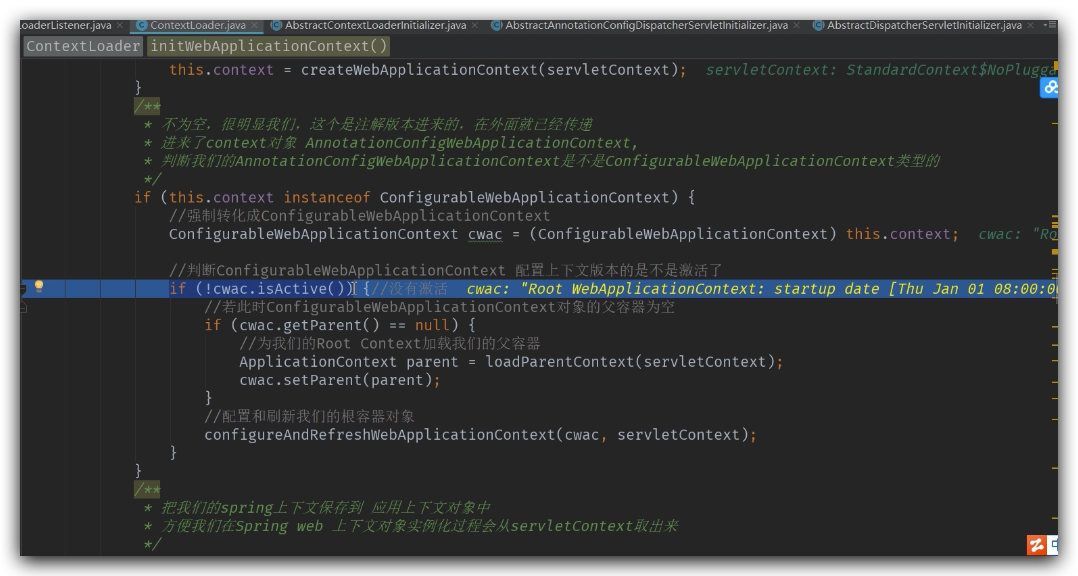 oaderListener.java
ContextLoader.java
AbstractContextLoaderInitializer.java
AbstractAnnotationConfigDispatcherServletInitializer.java
AbstractDispatcherServletInitializer.java
ContextLoader initWebApplicationContext()
this.context = createWebApplicationContext(servletContext); servletContext: StandardContext$NoPlugga
}
/**
* 不为空，很明显我们，这个是注解版本进来的，在外面就已经传递
* 进来了context对象 AnnotationConfigWebApplicationContext,
* 判断我们的AnnotationConfigWebApplicationContext是不是ConfigurableWebApplicationContext类型的
*/
if (this.context instanceof ConfigurableWebApplicationContext) {
//强制转化成ConfigurableWebApplicationContext
ConfigurableWebApplicationContext cwac = (ConfigurableWebApplicationContext) this.context; cwac: "Ro
//判断ConfigurableWebApplicationContext 配置上下文版本的是不是激活了
if (!cwac.isActive()) {//没有激活 cwac: "Root WebApplicationContext: startup date [Thu Jan 01 08:00:00
//若此时ConfigurableWebApplicationContext对象的父容器为空
if (cwac.getParent() == null) {
//为我们的Root Context加载我们的父容器
ApplicationContext parent = loadParentContext(servletContext);
cwac.setParent(parent);
}
//配置和刷新我们的根容器对象
configureAndRefreshWebApplicationContext(cwac, servletContext);
}
}
/**
* 把我们的spring上下文保存到 应用上下文对象中
* 方便我们在Spring web 上下文对象实例化过程会从servletContext取出来
*/